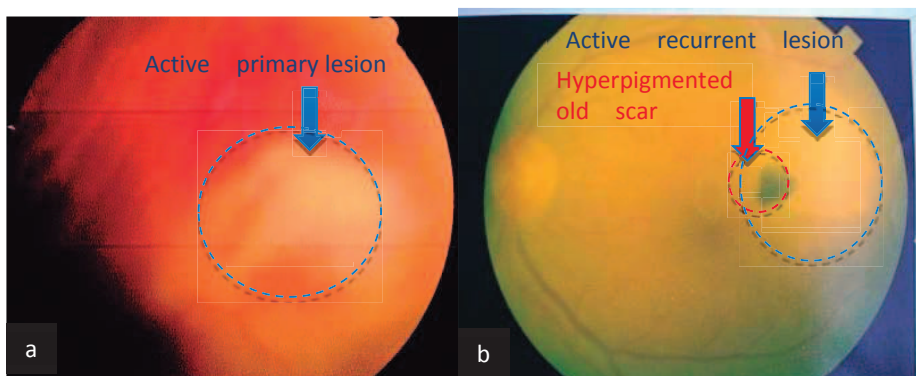 Active primary lesion
a
Active recurrent lesion
Hyperpigmented
old scar
b